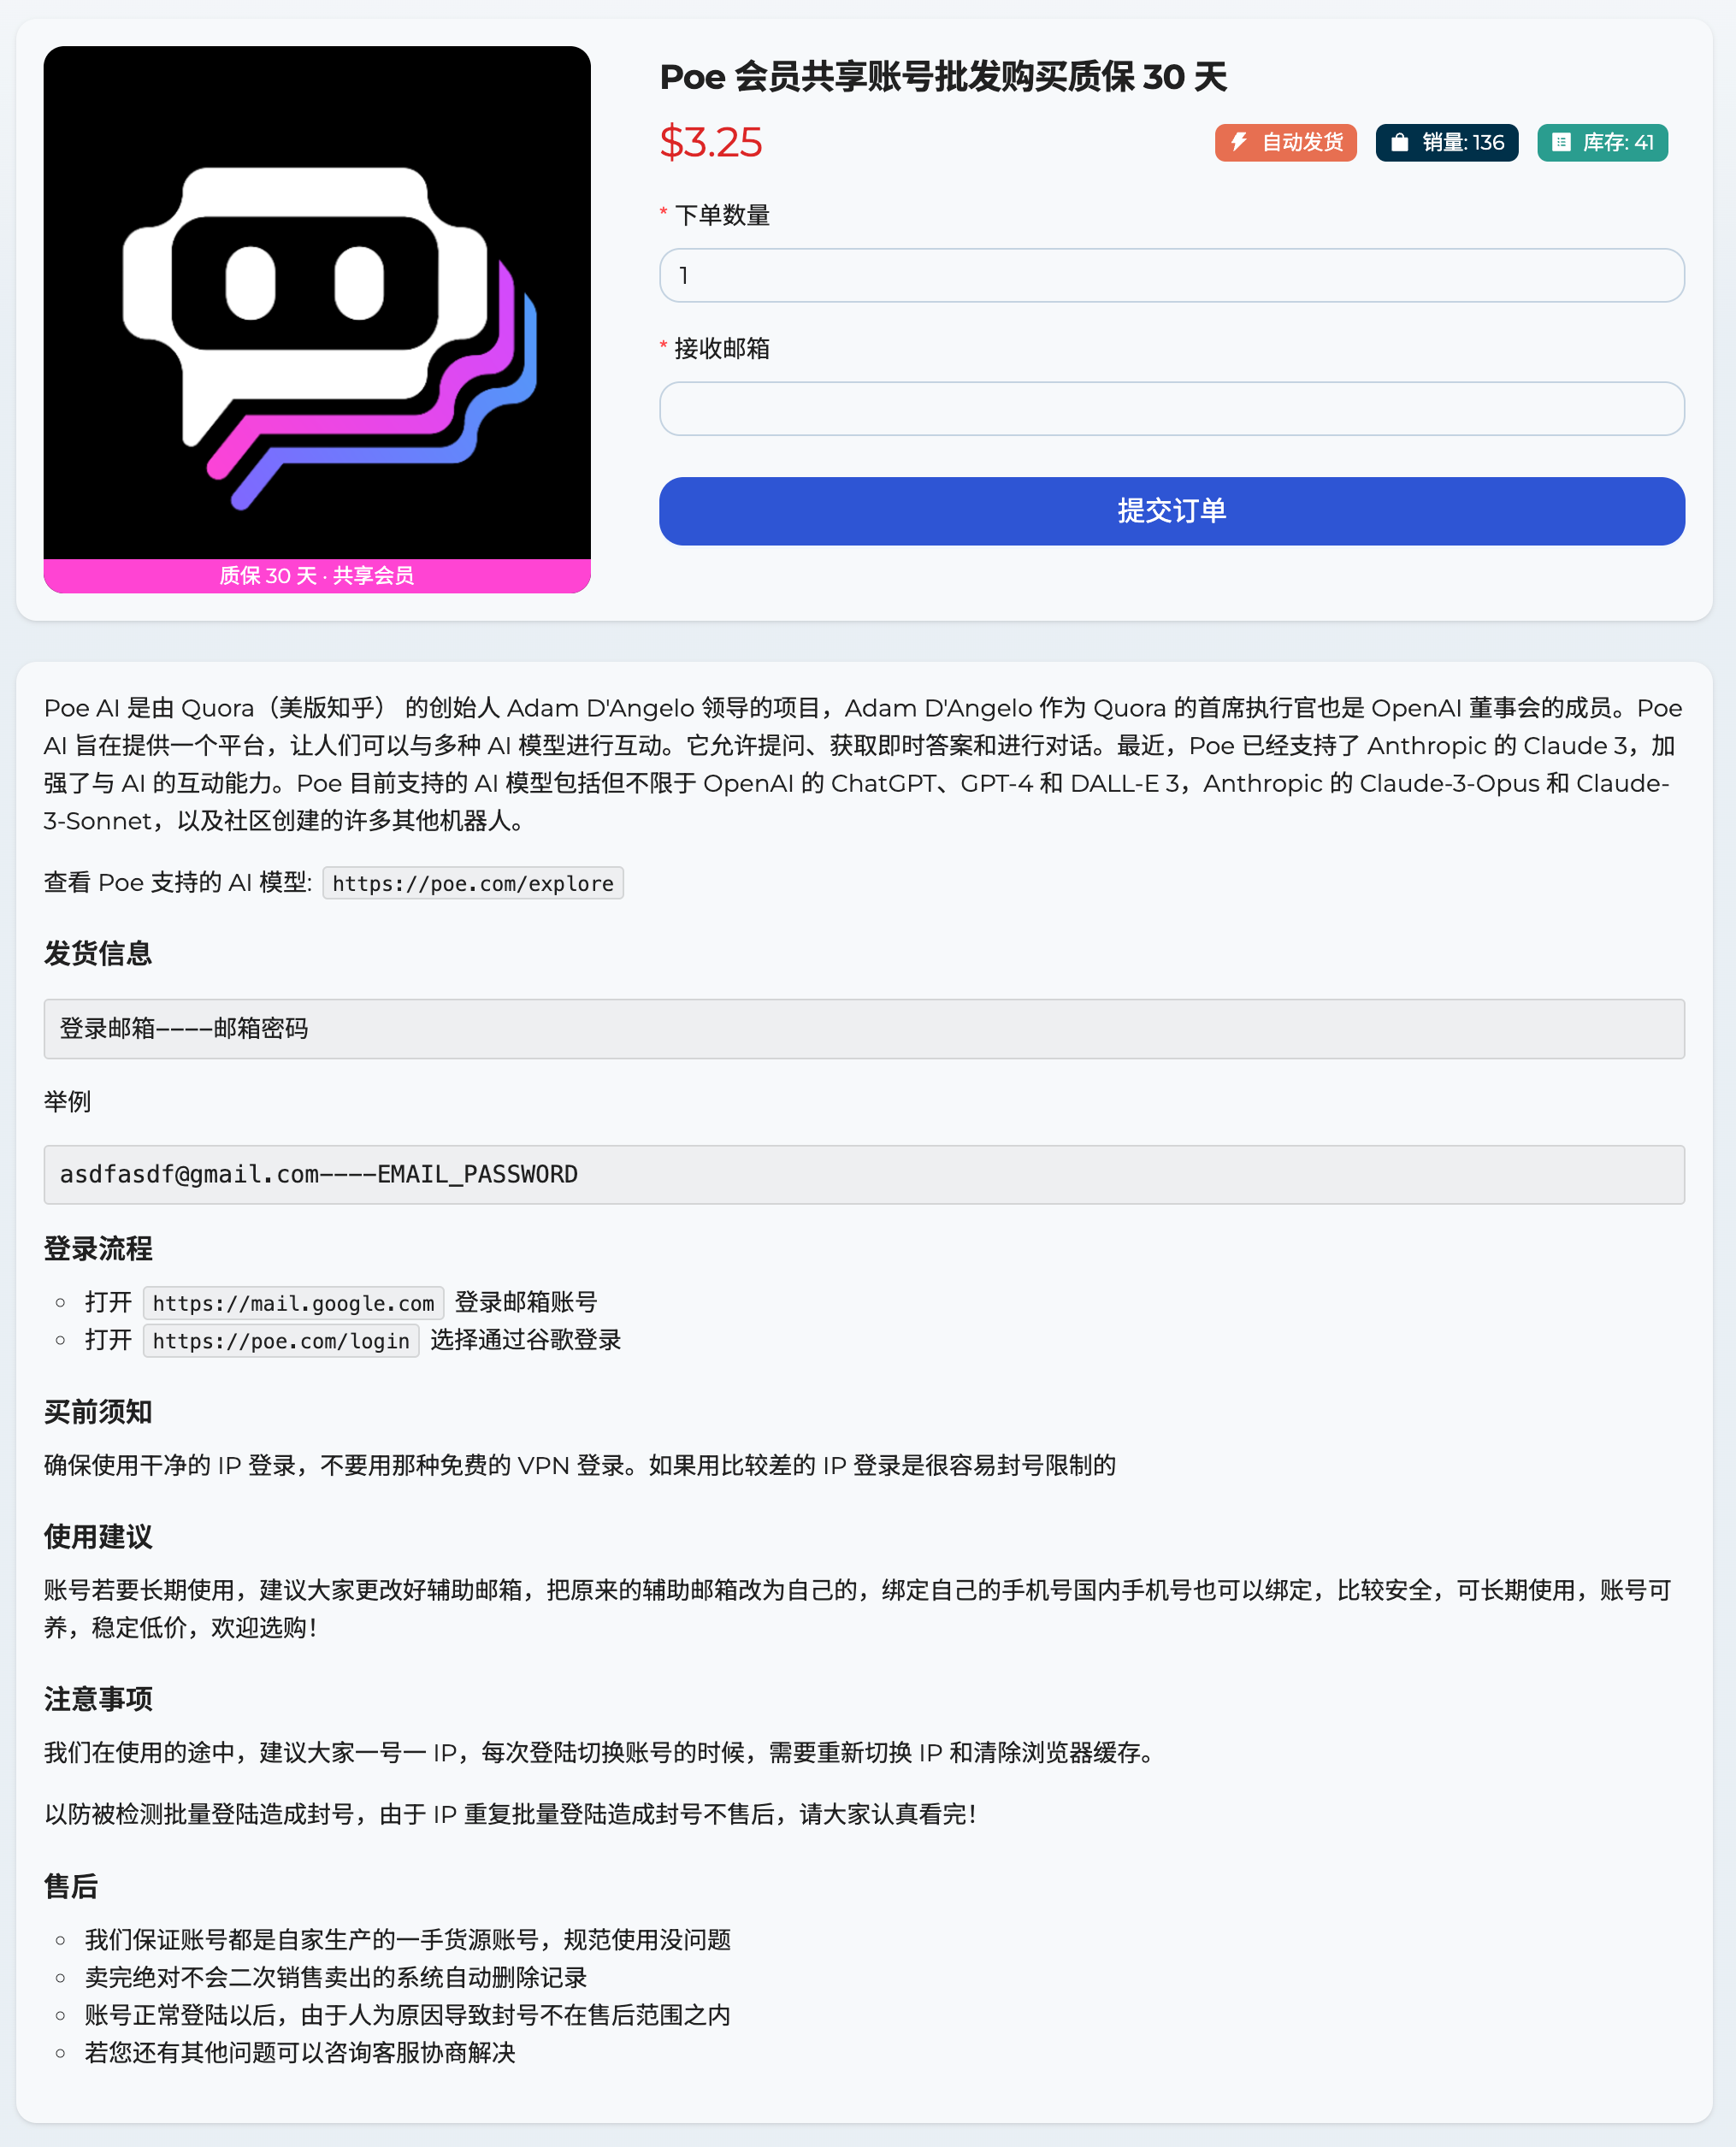 Poe 会员共享账号批发购买质保 30 天
$3.25
自动发货
销量: 136
库存: 41
* 下单数量
1
* 接收邮箱
提交订单
质保 30 天 · 共享会员
Poe AI 是由 Quora（美版知乎） 的创始人 Adam D'Angelo 领导的项目，Adam D'Angelo 作为 Quora 的首席执行官也是 OpenAI 董事会的成员。Poe
AI 旨在提供一个平台，让人们可以与多种 AI 模型进行互动。它允许提问、获取即时答案和进行对话。最近，Poe 已经支持了 Anthropic 的 Claude 3，加
强了与 AI 的互动能力。Poe 目前支持的 AI 模型包括但不限于 OpenAI 的 ChatGPT、GPT-4 和 DALL-E 3，Anthropic 的 Claude-3-Opus 和 Claude-
3-Sonnet，以及社区创建的许多其他机器人。
查看 Poe 支持的 AI 模型: https://poe.com/explore
发货信息
登录邮箱----邮箱密码
举例
asdfasdf@gmail.com----EMAIL_PASSWORD
登录流程
打开 https://mail.google.com 登录邮箱账号
打开 https://poe.com/login 选择通过谷歌登录
买前须知
确保使用干净的 IP 登录，不要用那种免费的 VPN 登录。如果用比较差的 IP 登录是很容易封号限制的
使用建议
账号若要长期使用，建议大家更改好辅助邮箱，把原来的辅助邮箱改为自己的，绑定自己的手机号国内手机号也可以绑定，比较安全，可长期使用，账号可
养，稳定低价，欢迎选购！
注意事项
我们在使用的途中，建议大家一号一 IP，每次登陆切换账号的时候，需要重新切换 IP 和清除浏览器缓存。
以防被检测批量登陆造成封号，由于 IP 重复批量登陆造成封号不售后，请大家认真看完！
售后
我们保证账号都是自家生产的一手货源账号，规范使用没问题
卖完绝对不会二次销售卖出的系统自动删除记录
账号正常登陆以后，由于人为原因导致封号不在售后范围之内
若您还有其他问题可以咨询客服协商解决